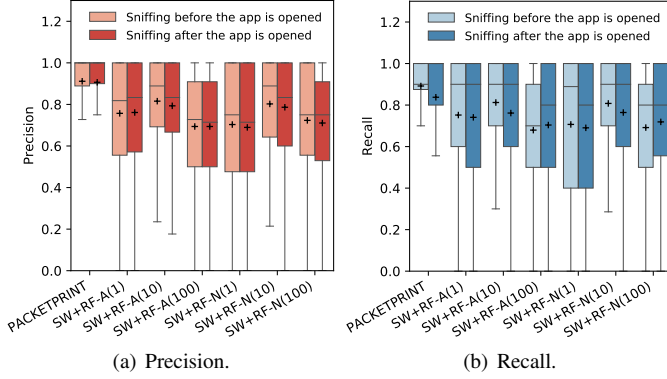 Sniffing before the app is opened
Sniffing after the app is opened
Precision
1.2
1.0
0.8
0.6
0.4
0.2
0.0
PACKETPRINT
SW+RF-A(1)
SW+RF-A(10)
SW+RF-A(100)
SW+RF-N(1)
SW+RF-N(10)
SW+RF-N(100)
(a) Precision.
Sniffing before the app is opened
Sniffing after the app is opened
Recall
1.2
1.0
0.8
0.6
0.4
0.2
0.0
PACKETPRINT
SW+RF-A(1)
SW+RF-A(10)
SW+RF-A(100)
SW+RF-N(1)
SW+RF-N(10)
SW+RF-N(100)
(b) Recall.